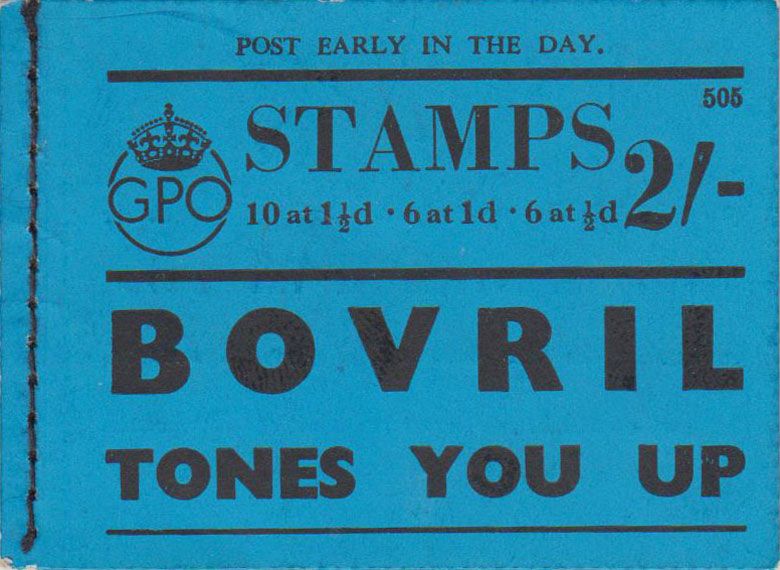 POST EARLY IN THE DAY.
505
STAMPS 2/-
GPO
10 at 1½d · 6 at 1d · 6 at ½d
BOVRIL
TONES YOU UP